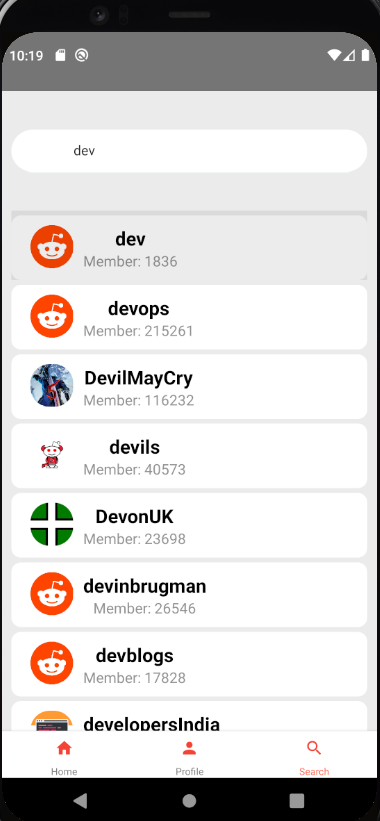 10:19
dev
dev
Member: 1836
devops
Member: 215261
DevilMayCry
Member: 116232
devils
Member: 40573
DevonUK
Member: 23698
devinbrugman
Member: 26546
devblogs
Member: 17828
developersIndia
Home
Profile
Search